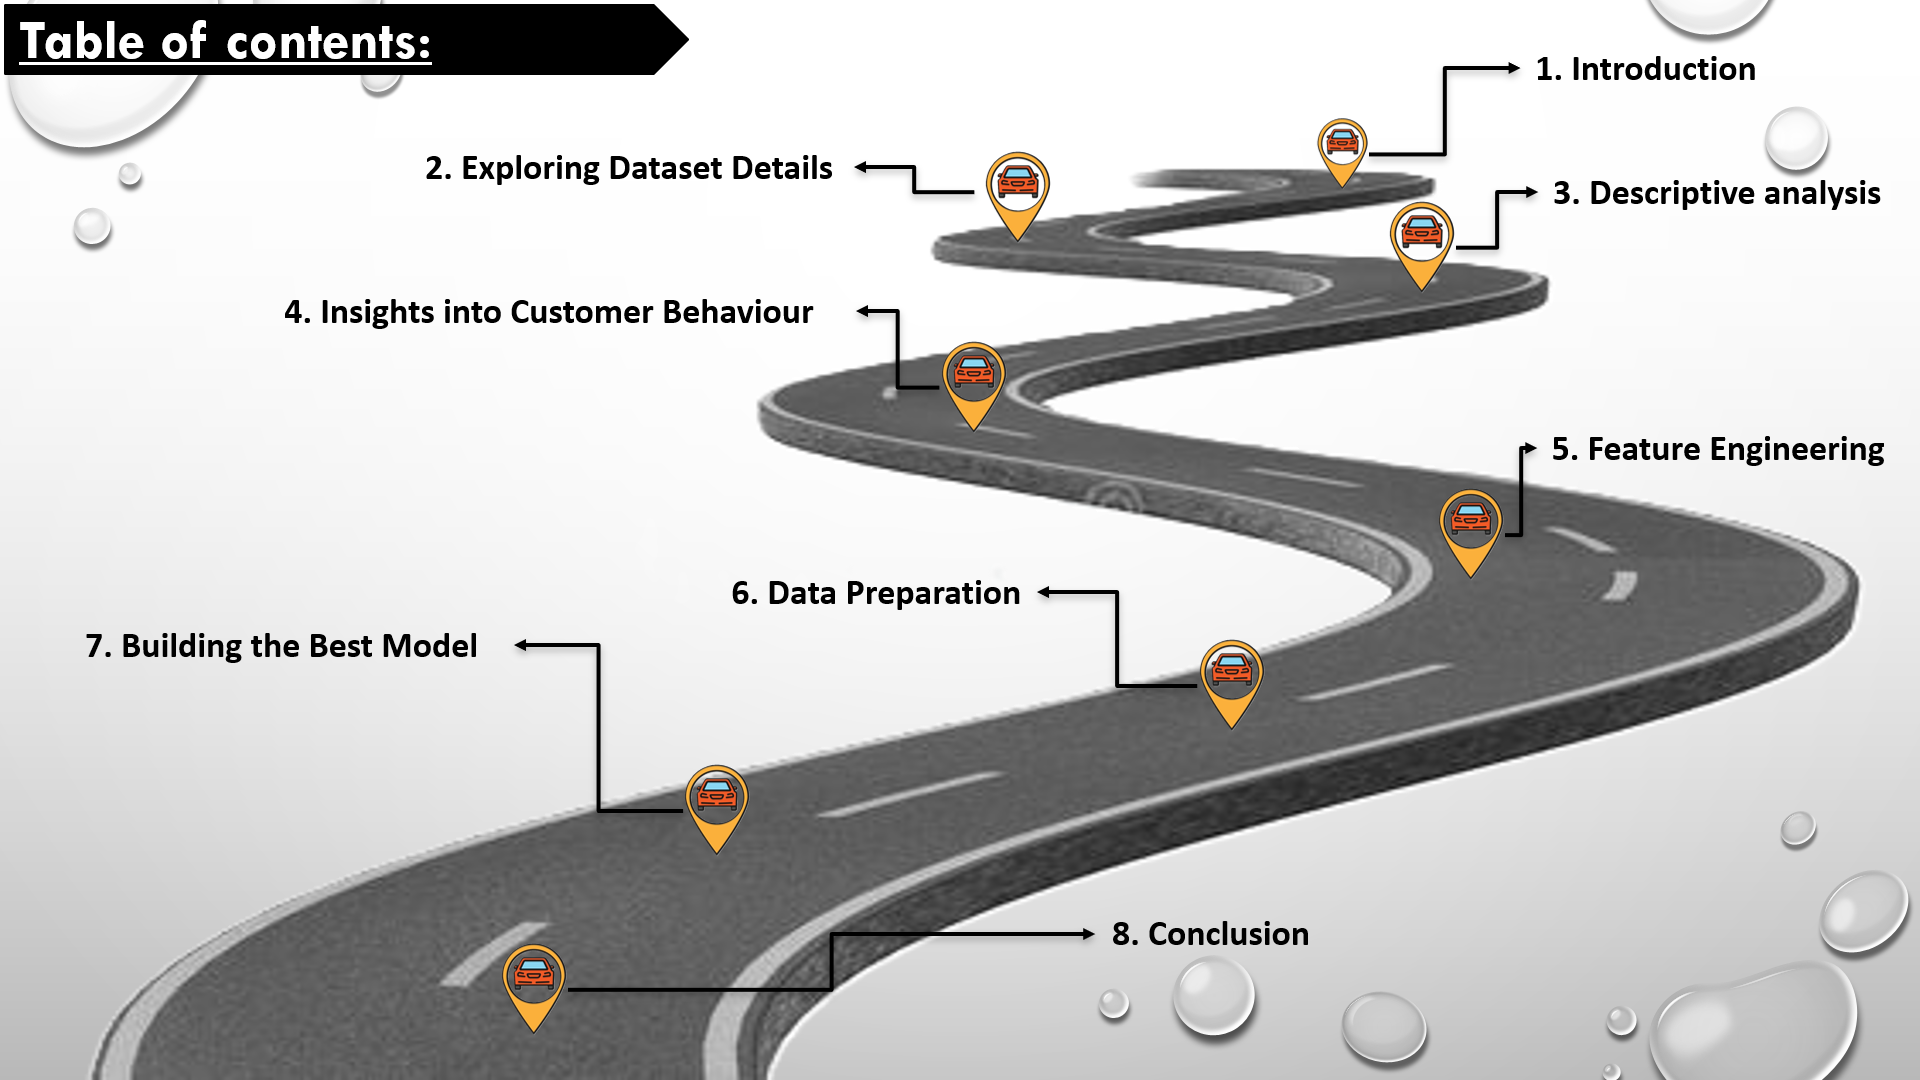 Table of contents:
1. Introduction
2. Exploring Dataset Details
3. Descriptive analysis
4. Insights into Customer Behaviour
5. Feature Engineering
6. Data Preparation
7. Building the Best Model
8. Conclusion